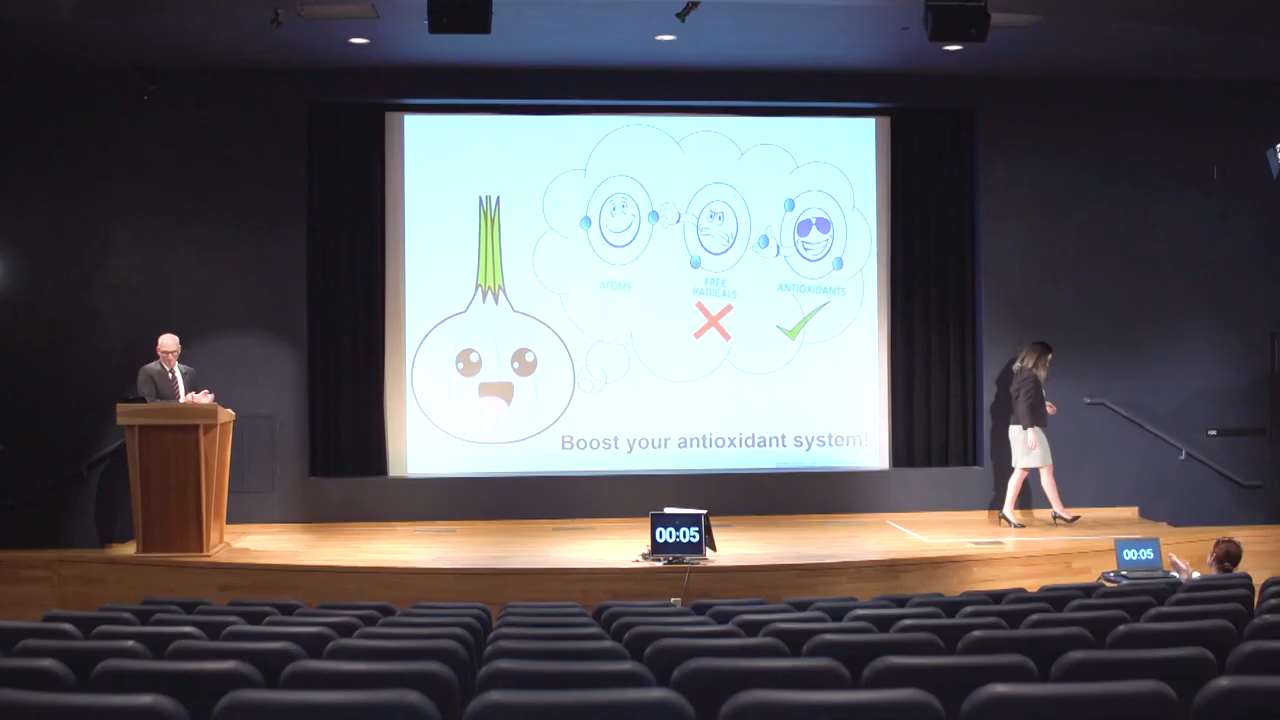 ATOMS
FREE
RADICALS
ANTIOXIDANTS
Boost your antioxidant system!
00:05
00:05